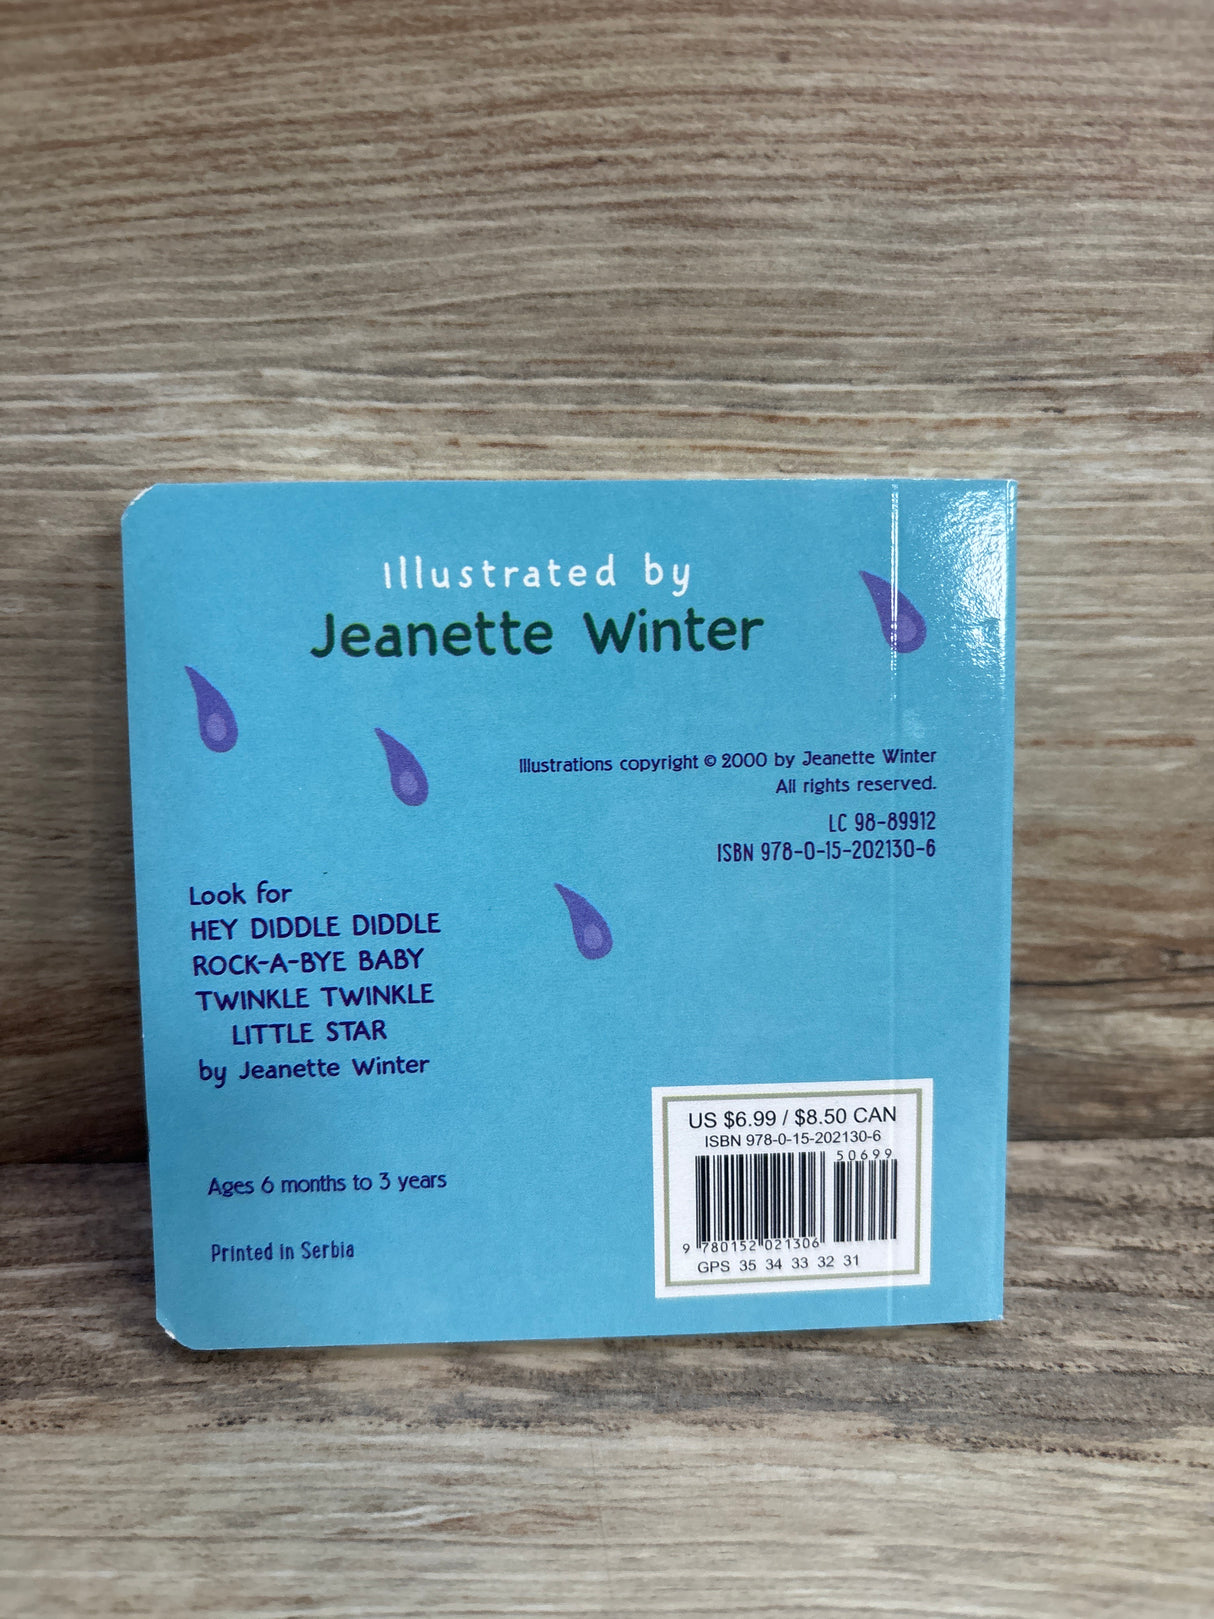 Illustrated by
Jeanette Winter
Illustrations copyright © 2000 by Jeanette Winter
All rights reserved.
LC 98-89912
ISBN 978-0-15-202130-6
Look for
HEY DIDDLE DIDDLE
ROCK-A-BYE BABY
TWINKLE TWINKLE
LITTLE STAR
by Jeanette Winter
Ages 6 months to 3 years
Printed in Serbia
US $6.99 / $8.50 CAN
ISBN 978-0-15-202130-6
50699
9 780152 021306
GPS 35 34 33 32 31